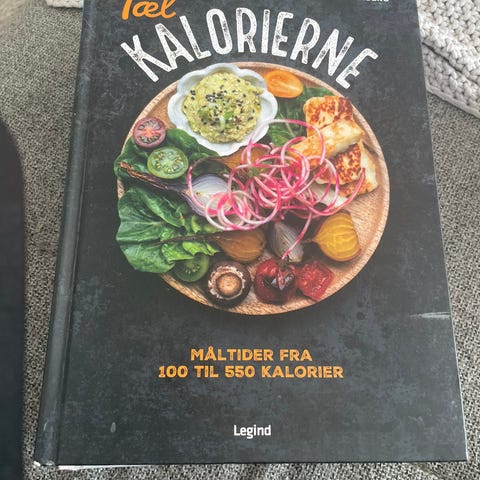 Tæl
KALORIERNE
MÅLTIDER FRA
100 TIL 550 KALORIER
Legind